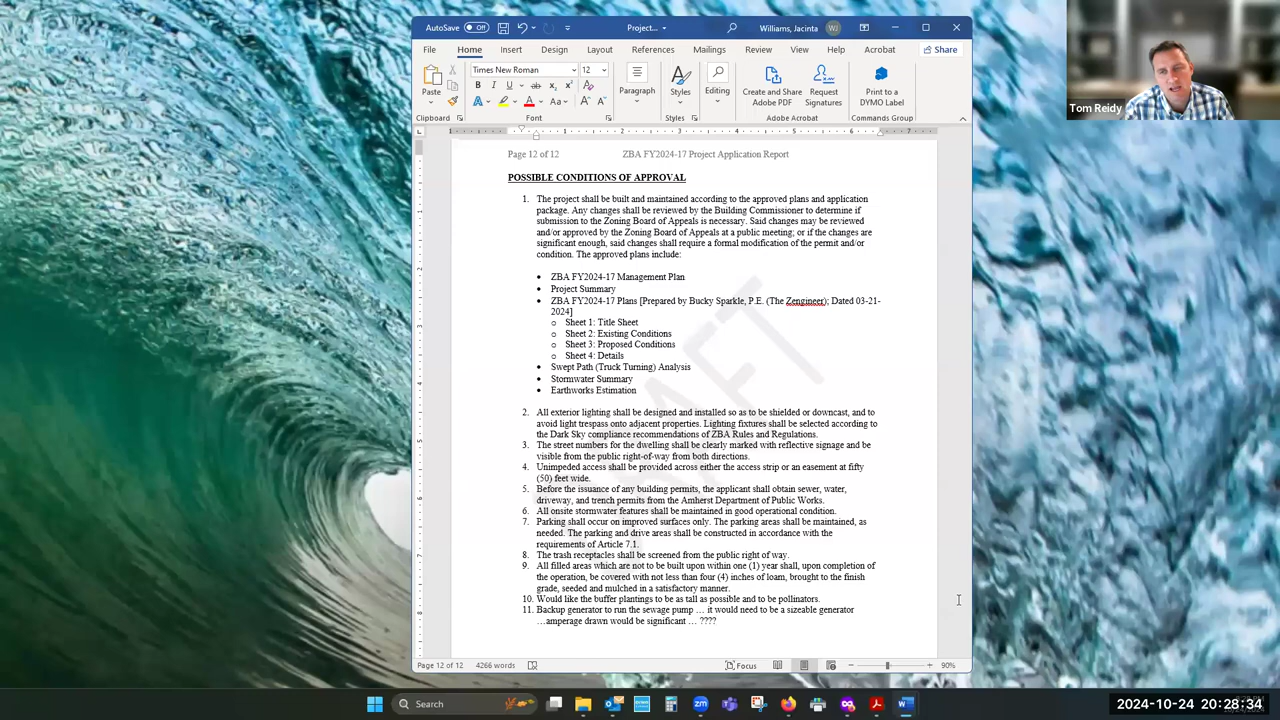 AutoSave Off Project... Williams, Jacinta WJ
File Home Insert Design Layout References Mailings Review View Help Acrobat Share
Times New Roman 12
Paste
B I U ab x₂ x²
A A Aa A A
Paragraph
Styles
Editing
Create and Share
Adobe PDF
Request
Signatures
Print to a
DYMO Label
Clipboard Font Styles Adobe Acrobat Commands Group
Tom Reidy
1 1 2 3 4 5 6 7
Page 12 of 12 ZBA FY2024-17 Project Application Report
POSSIBLE CONDITIONS OF APPROVAL
1. The project shall be built and maintained according to the approved plans and application
package. Any changes shall be reviewed by the Building Commissioner to determine if
submission to the Zoning Board of Appeals is necessary. Said changes may be reviewed
and/or approved by the Zoning Board of Appeals at a public meeting; or if the changes are
significant enough, said changes shall require a formal modification of the permit and/or
condition. The approved plans include:
• ZBA FY2024-17 Management Plan
• Project Summary
• ZBA FY2024-17 Plans [Prepared by Bucky Sparkle, P.E. (The Zengineer); Dated 03-21-
2024]
o Sheet 1: Title Sheet
o Sheet 2: Existing Conditions
o Sheet 3: Proposed Conditions
o Sheet 4: Details
• Swept Path (Truck Turning) Analysis
• Stormwater Summary
• Earthworks Estimation
2. All exterior lighting shall be designed and installed so as to be shielded or downcast, and to
avoid light trespass onto adjacent properties. Lighting fixtures shall be selected according to
the Dark Sky compliance recommendations of ZBA Rules and Regulations.
3. The street numbers for the dwelling shall be clearly marked with reflective signage and be
visible from the public right-of-way from both directions.
4. Unimpeded access shall be provided across either the access strip or an easement at fifty
(50) feet wide.
5. Before the issuance of any building permits, the applicant shall obtain sewer, water,
driveway, and trench permits from the Amherst Department of Public Works.
6. All onsite stormwater features shall be maintained in good operational condition.
7. Parking shall occur on improved surfaces only. The parking areas shall be maintained, as
needed. The parking and drive areas shall be constructed in accordance with the
requirements of Article 7.1.
8. The trash receptacles shall be screened from the public right of way.
9. All filled areas which are not to be built upon within one (1) year shall, upon completion of
the operation, be covered with not less than four (4) inches of loam, brought to the finish
grade, seeded and mulched in a satisfactory manner.
10. Would like the buffer plantings to be as tall as possible and to be pollinators.
11. Backup generator to run the sewage pump … it would need to be a sizeable generator
…amperage drawn would be significant … ????
AFT
Page 12 of 12 4266 words Focus 90%
Search
2024-10-24 20:28:34